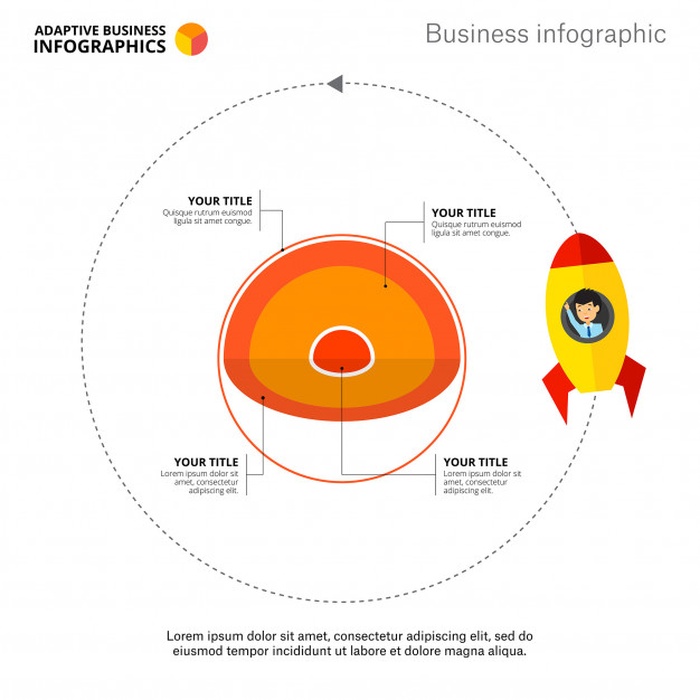 ADAPTIVE BUSINESS
INFOGRAPHICS
Business infographic
YOUR TITLE
Quisque rutrum euismod
ligula sit amet congue.
YOUR TITLE
Quisque rutrum euismod
ligula sit amet congue.
YOUR TITLE
Lorem ipsum dolor sit
amet, consectetur
adipiscing elit.
YOUR TITLE
Lorem ipsum dolor sit
amet, consectetur
adipiscing elit.
Lorem ipsum dolor sit amet, consectetur adipiscing elit, sed do
eiusmod tempor incididunt ut labore et dolore magna aliqua.